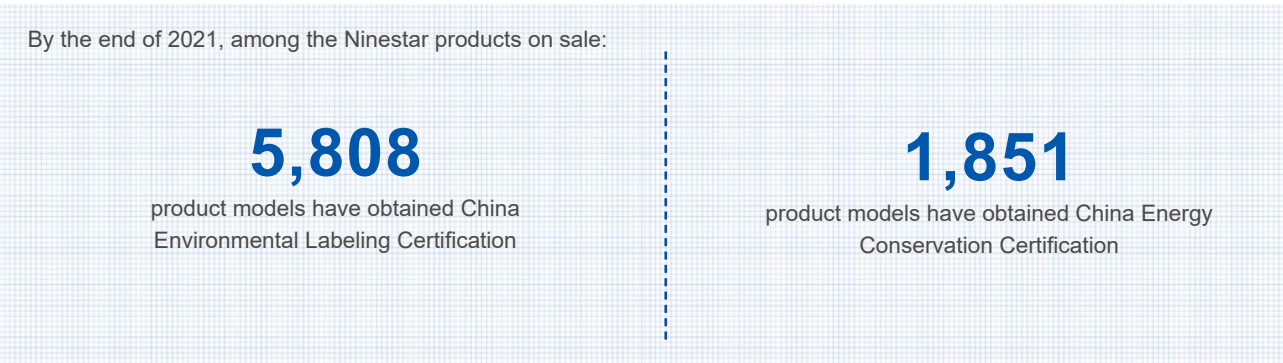 By the end of 2021, among the Ninestar products on sale:
5,808
product models have obtained China
Environmental Labeling Certification
1,851
product models have obtained China Energy
Conservation Certification